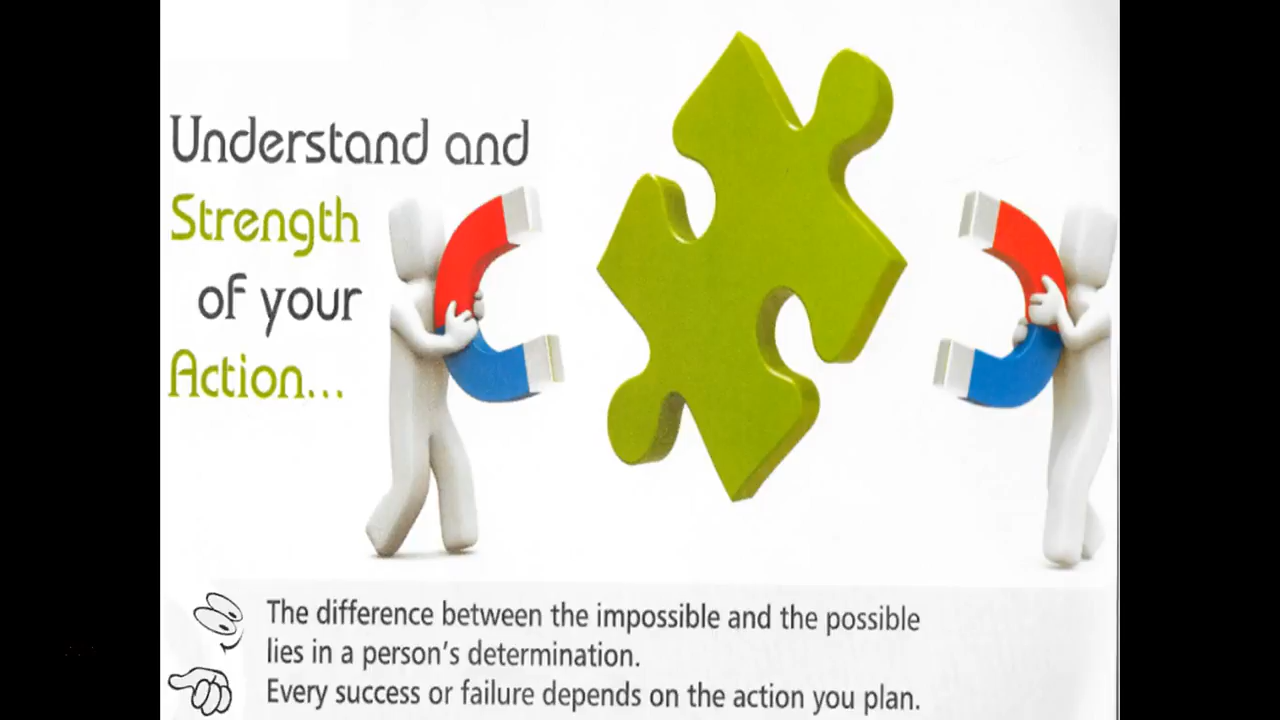 Understand and
Strength
of your
Action...
The difference between the impossible and the possible
lies in a person's determination.
Every success or failure depends on the action you plan.